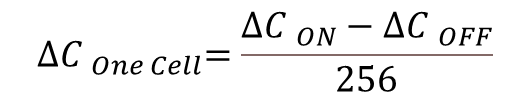 ΔC One Cell = ΔC ON − ΔC OFF
256